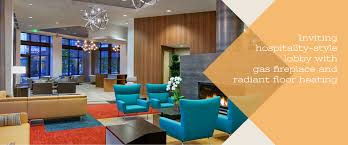 Inviting
hospitality-style
lobby with
gas fireplace and
radiant floor heating